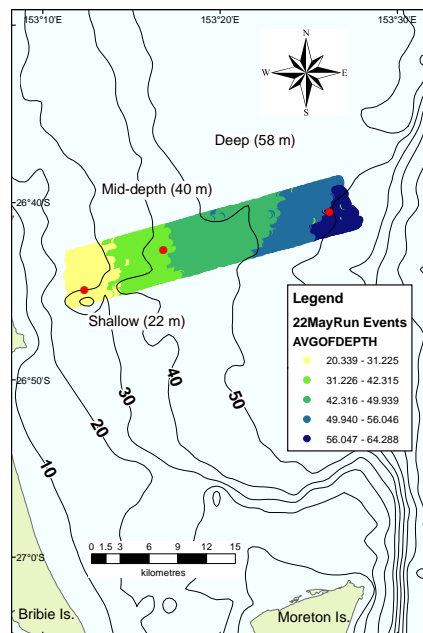 153°10'E 153°20'E 153°30'E
N
W E
S
Deep (58 m)
Mid-depth (40 m)
26°40'S
Shallow (22 m)
Legend
22MayRun Events
AVGOFDEPTH
20.339 - 31.225
31.226 - 42.315
42.316 - 49.939
49.940 - 56.046
56.047 - 64.288
26°50'S
10
20
30
40
50
27°0'S
0 1.5 3 6 9 12 15
kilometres
Bribie Is.
Moreton Is.